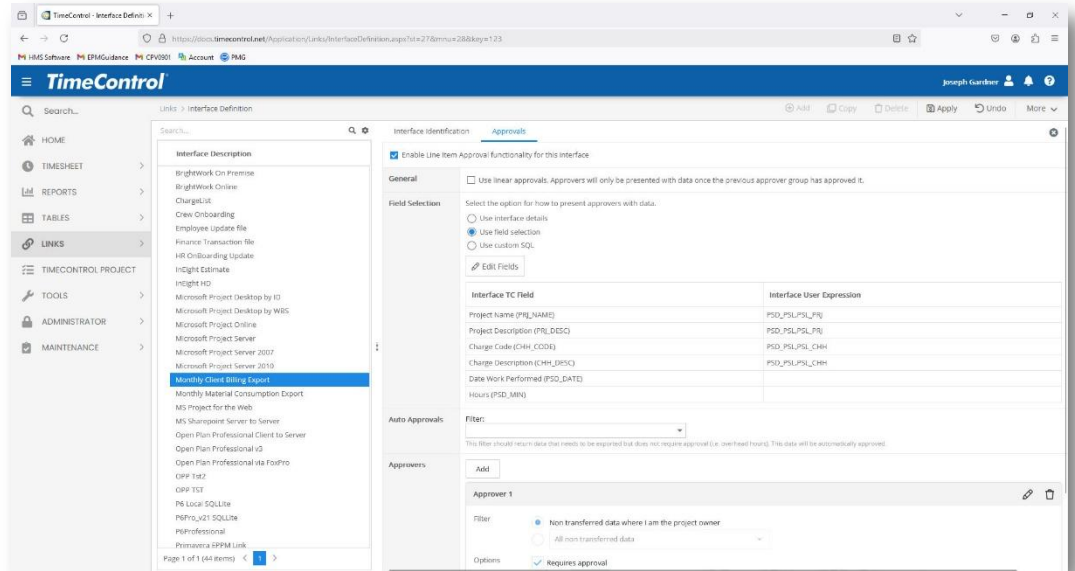 TimeControl - Interface Definiti
https://docs.timecontrol.net/Application/Links/InterfaceDefinition.aspx?st=27&mnu=28&key=123
HMS Software EPMGuidance CPV0901 Account PMG
TimeControl
Joseph Gardner
Search...
Links > Interface Definition
Add Copy Delete Apply Undo More
HOME
TIMESHEET
REPORTS
TABLES
LINKS
TIMECONTROL PROJECT
TOOLS
ADMINISTRATOR
MAINTENANCE
Search...
Interface Description
BrightWork On Premise
BrightWork Online
ChargeList
Crew Onboarding
Employee Update file
Finance Transaction file
HR OnBoarding Update
InEight Estimate
InEight HD
Microsoft Project Desktop by ID
Microsoft Project Desktop by WBS
Microsoft Project Online
Microsoft Project Server
Microsoft Project Server 2007
Microsoft Project Server 2010
Monthly Client Billing Export
Monthly Material Consumption Export
MS Project for the Web
MS Sharepoint Server to Server
Open Plan Professional Client to Server
Open Plan Professional v3
Open Plan Professional via FoxPro
OPP Tst2
OPP TST
P6 Local SQLLite
P6Pro_v21 SQLLite
P6Professional
Primavera EPPM Link
Page 1 of 1 (44 items) < 1 >
Interface Identification Approvals
Enable Line Item Approval functionality for this interface
General
Use linear approvals. Approvers will only be presented with data once the previous approver group has approved it.
Field Selection
Select the option for how to present approvers with data.
Use interface details
Use field selection
Use custom SQL
Edit Fields
Interface TC Field Interface User Expression
Project Name (PRJ_NAME) PSD_PSL.PSL_PRJ
Project Description (PRJ_DESC) PSD_PSL.PSL_PRJ
Charge Code (CHH_CODE) PSD_PSL.PSL_CHH
Charge Description (CHH_DESC) PSD_PSL.PSL_CHH
Date Work Performed (PSD_DATE)
Hours (PSD_MIN)
Auto Approvals
Filter:
This filter should return data that needs to be exported but does not require approval (i.e. overhead hours). This data will be automatically approved.
Approvers
Add
Approver 1
Filter
Non transferred data where I am the project owner
All non transferred data
Options
Requires approval